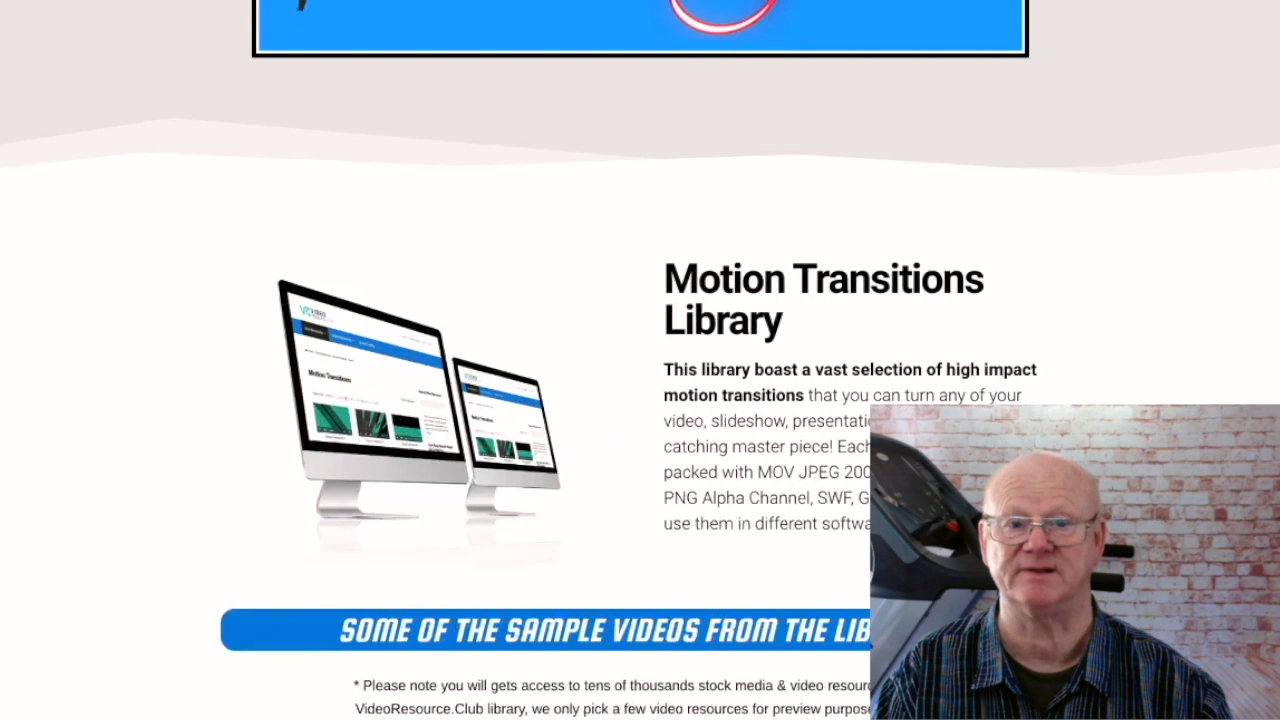 Motion Transitions
Library
This library boast a vast selection of high impact
motion transitions that you can turn any of your
video, slideshow, presentati
catching master piece! Each
packed with MOV JPEG 200
PNG Alpha Channel, SWF, G
use them in different softwa
Motion Transitions
SOME OF THE SAMPLE VIDEOS FROM THE LIB
* Please note you will gets access to tens of thousands stock media & video resour
VideoResource.Club library, we only pick a few video resources for preview purpos